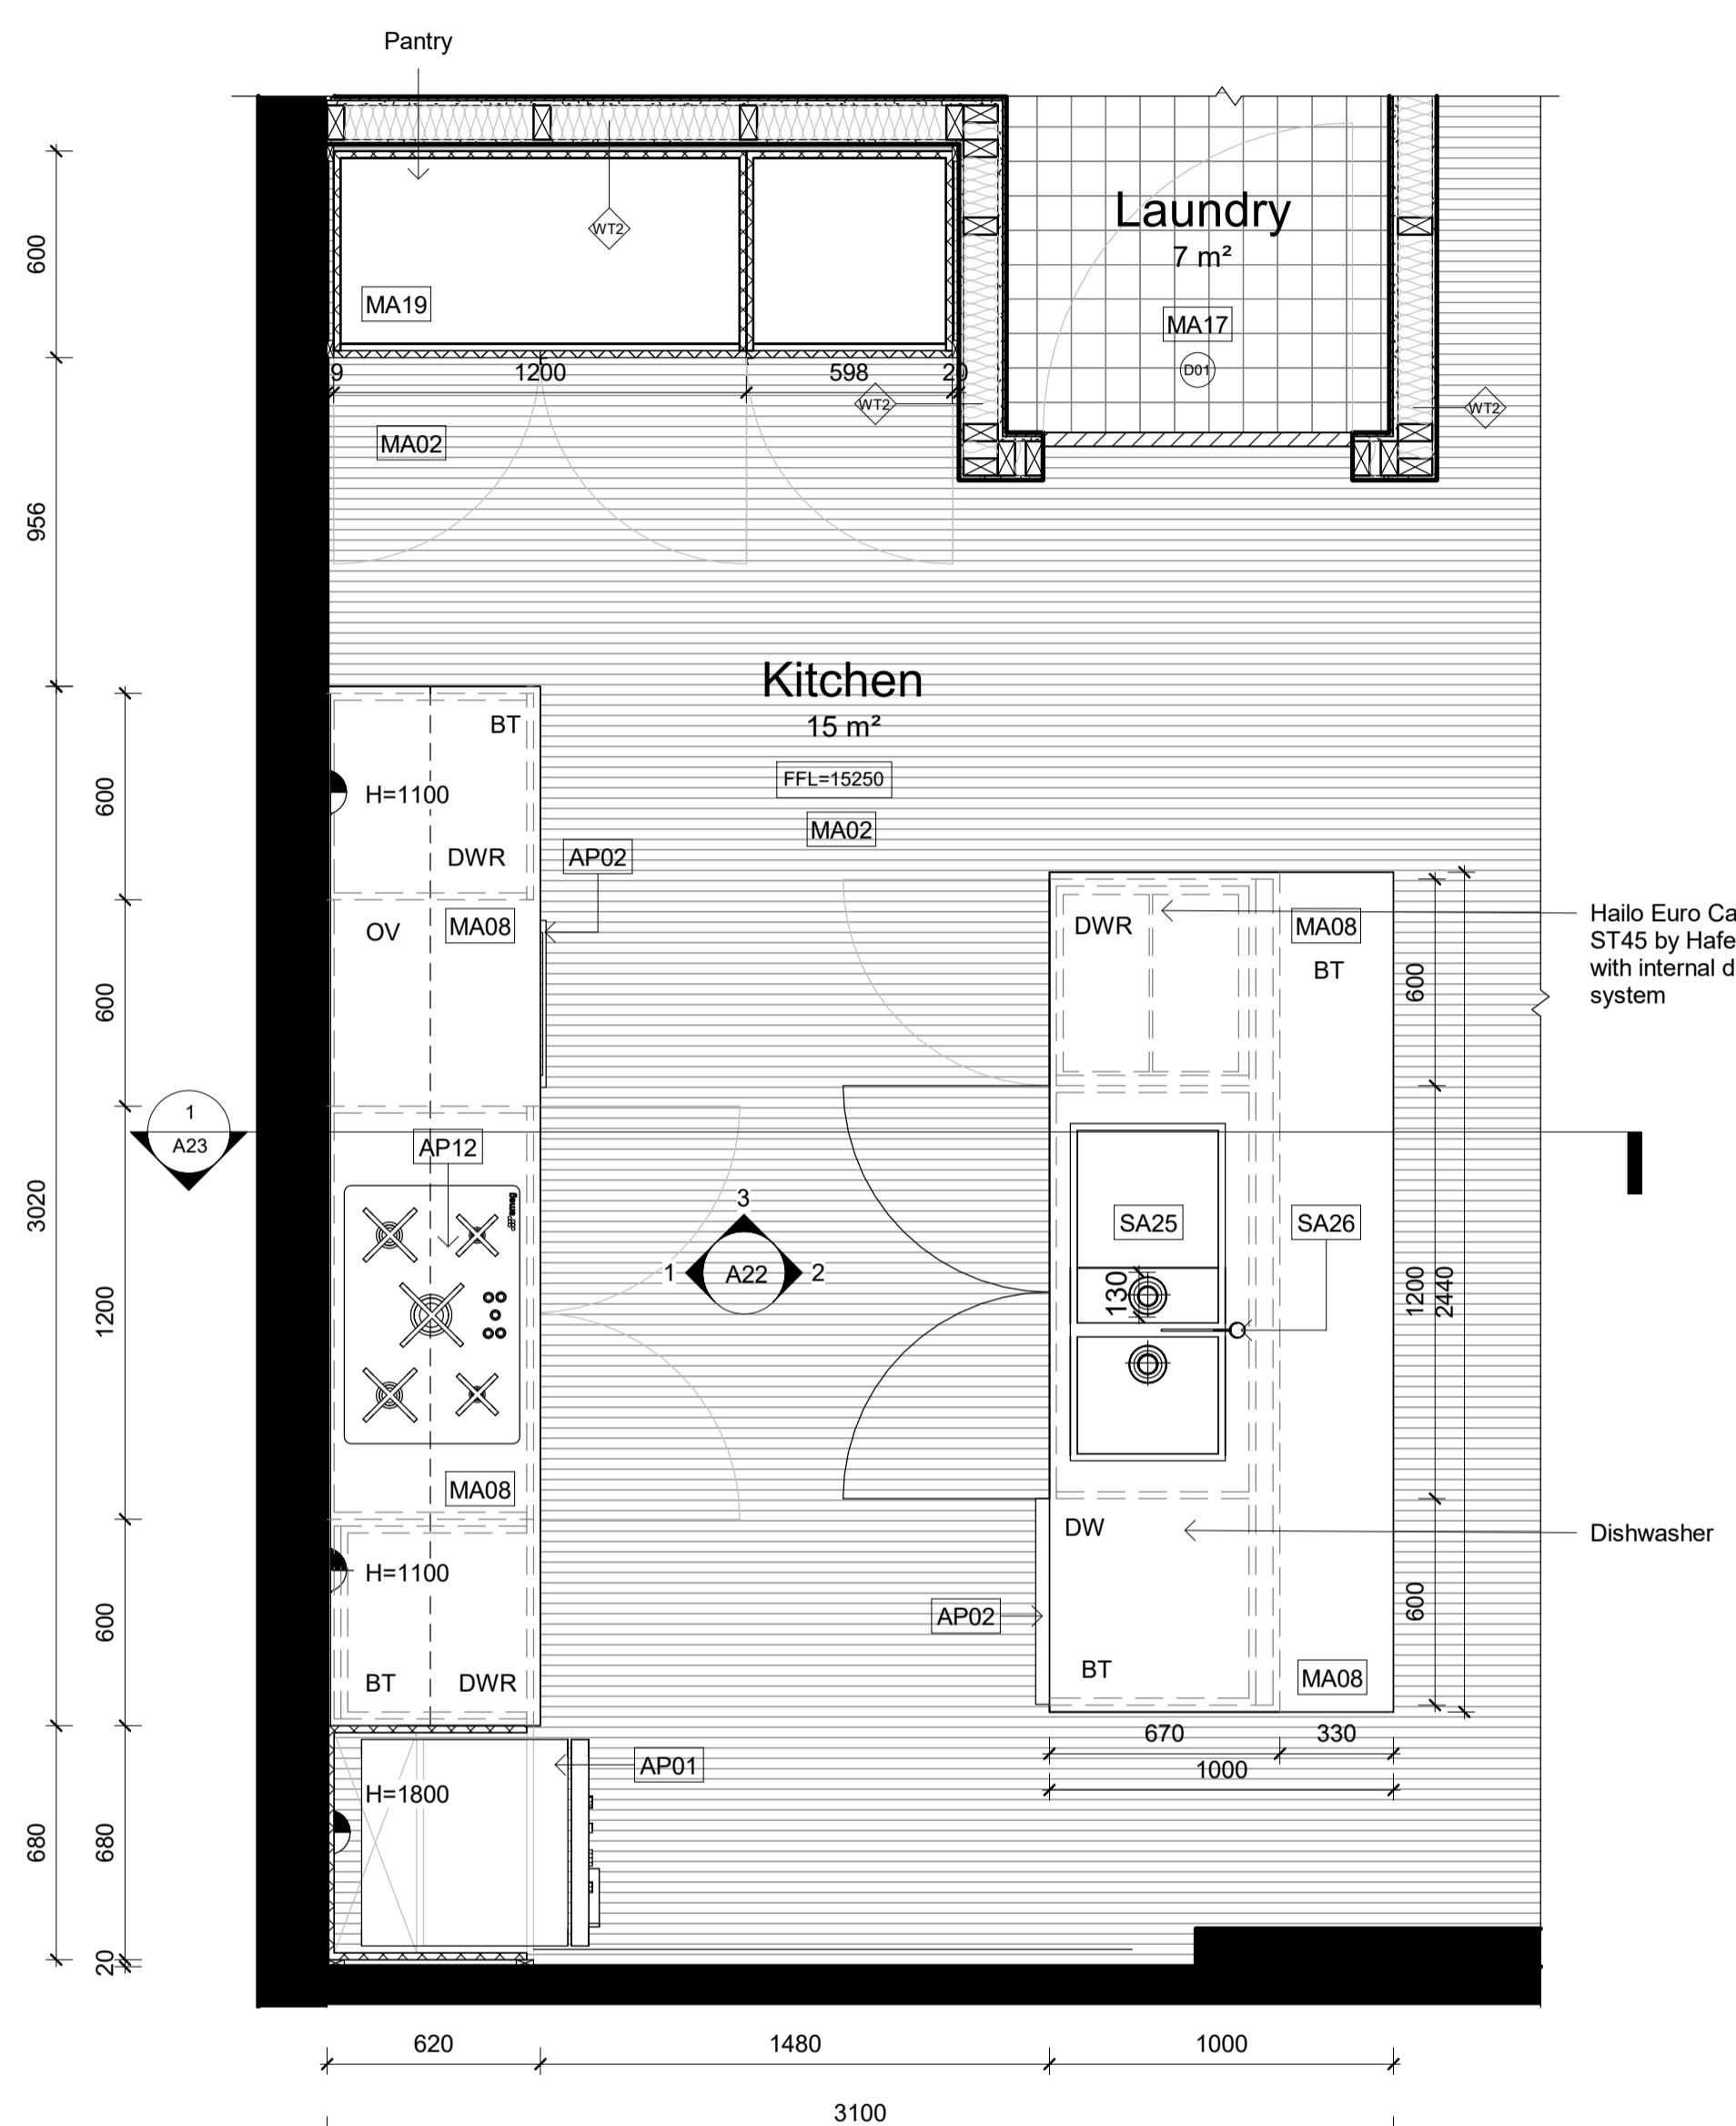 Pantry
600
WT2
Laundry
7 m²
MA19
MA17
D01
9
1200
598
20
WT2
WT2
MA02
956
Kitchen
15 m²
BT
FFL=15250
600
H=1100
MA02
DWR
AP02
OV
MA08
DWR
MA08
Hailo Euro Ca
ST45 by Hafe
with internal d
system
BT
600
600
1
A23
AP12
3020
smeg
3
1
A22
2
SA25
SA26
130
1200
1200
2440
MA08
DW
Dishwasher
H=1100
600
AP02
600
BT
DWR
BT
MA08
670
330
1000
AP01
H=1800
680
680
20
620
1480
1000
3100